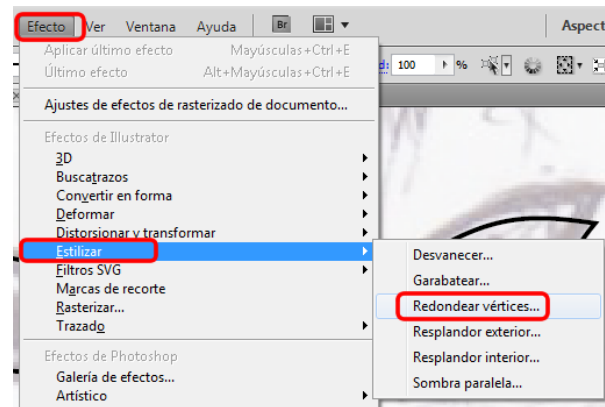 Efecto Ver Ventana Ayuda Br Aspect
Aplicar último efecto Mayúsculas+Ctrl+E
Último efecto Alt+Mayúsculas+Ctrl+E
d: 100 %
Ajustes de efectos de rasterizado de documento...
Efectos de Illustrator
3D
Buscatrazos
Convertir en forma
Deformar
Distorsionar y transformar
Estilizar
Filtros SVG
Marcas de recorte
Rasterizar...
Trazado
Efectos de Photoshop
Galería de efectos...
Artístico
Desvanecer...
Garabatear...
Redondear vértices...
Resplandor exterior...
Resplandor interior...
Sombra paralela...